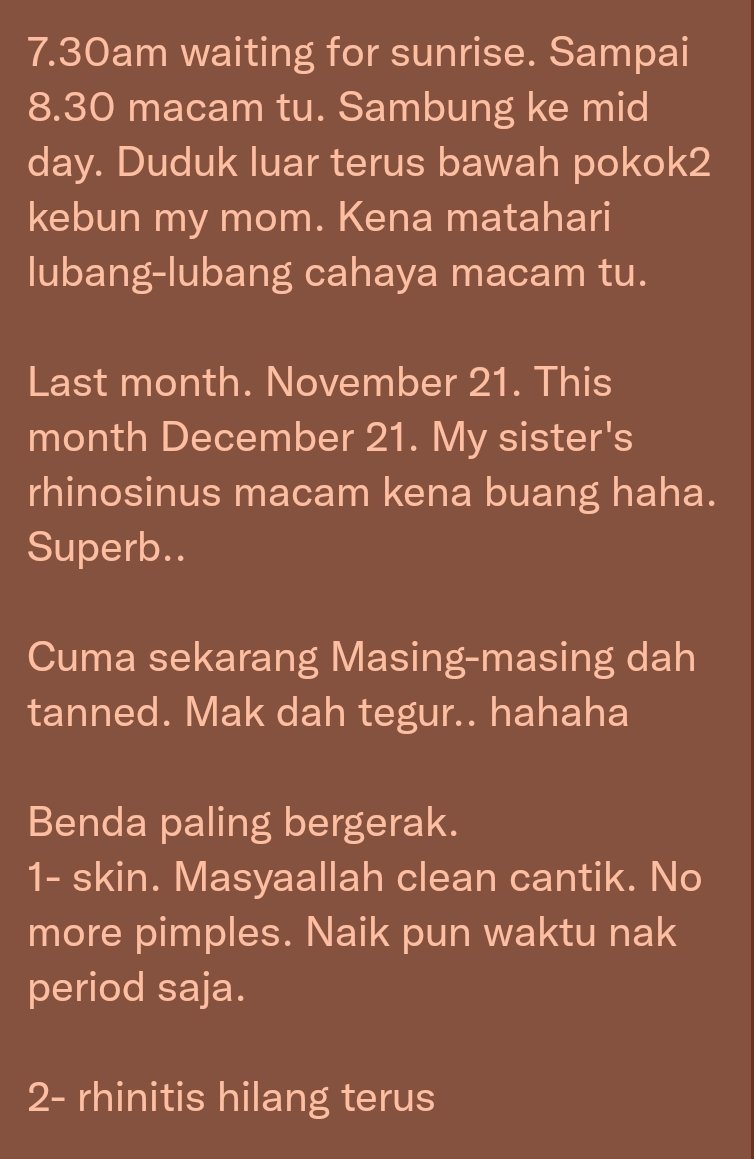 7.30am waiting for sunrise. Sampai
8.30 macam tu. Sambung ke mid
day. Duduk luar terus bawah pokok2
kebun my mom. Kena matahari
lubang-lubang cahaya macam tu.
Last month. November 21. This
month December 21. My sister's
rhinosinus macam kena buang haha.
Superb..
Cuma sekarang Masing-masing dah
tanned. Mak dah tegur.. hahaha
Benda paling bergerak.
1- skin. Masyaallah clean cantik. No
more pimples. Naik pun waktu nak
period saja.
2- rhinitis hilang terus